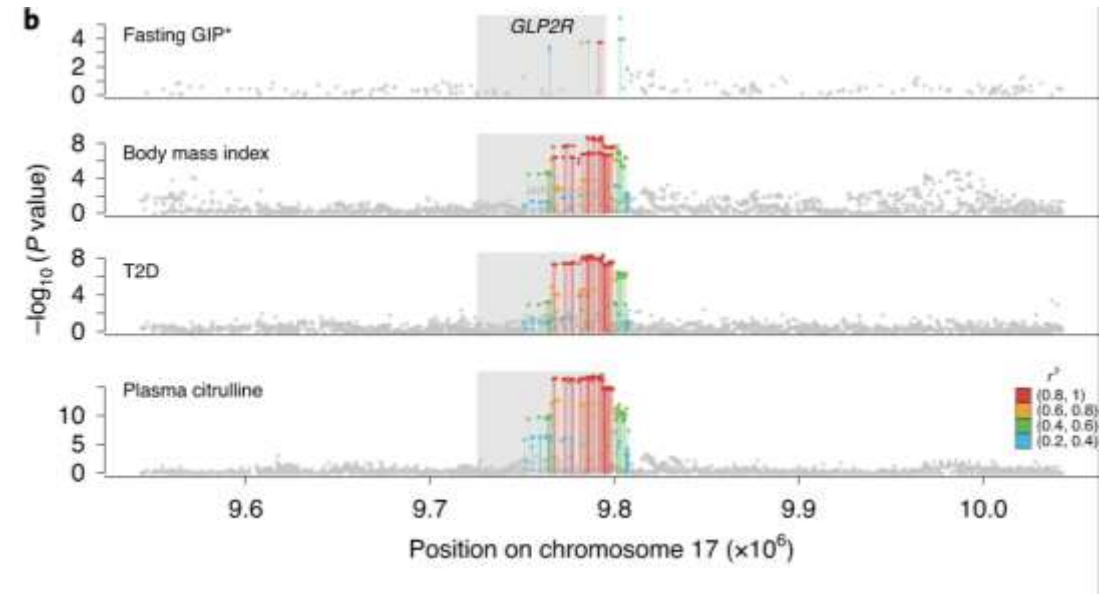 b
GLP2R
Fasting GIP*
4
2
0
Body mass index
8
4
0
T2D
8
4
0
Plasma citrulline
10
5
0
–log10 (P value)
r²
(0.8, 1)
(0.6, 0.8)
(0.4, 0.6)
(0.2, 0.4)
9.6 9.7 9.8 9.9 10.0
Position on chromosome 17 (×10⁶)